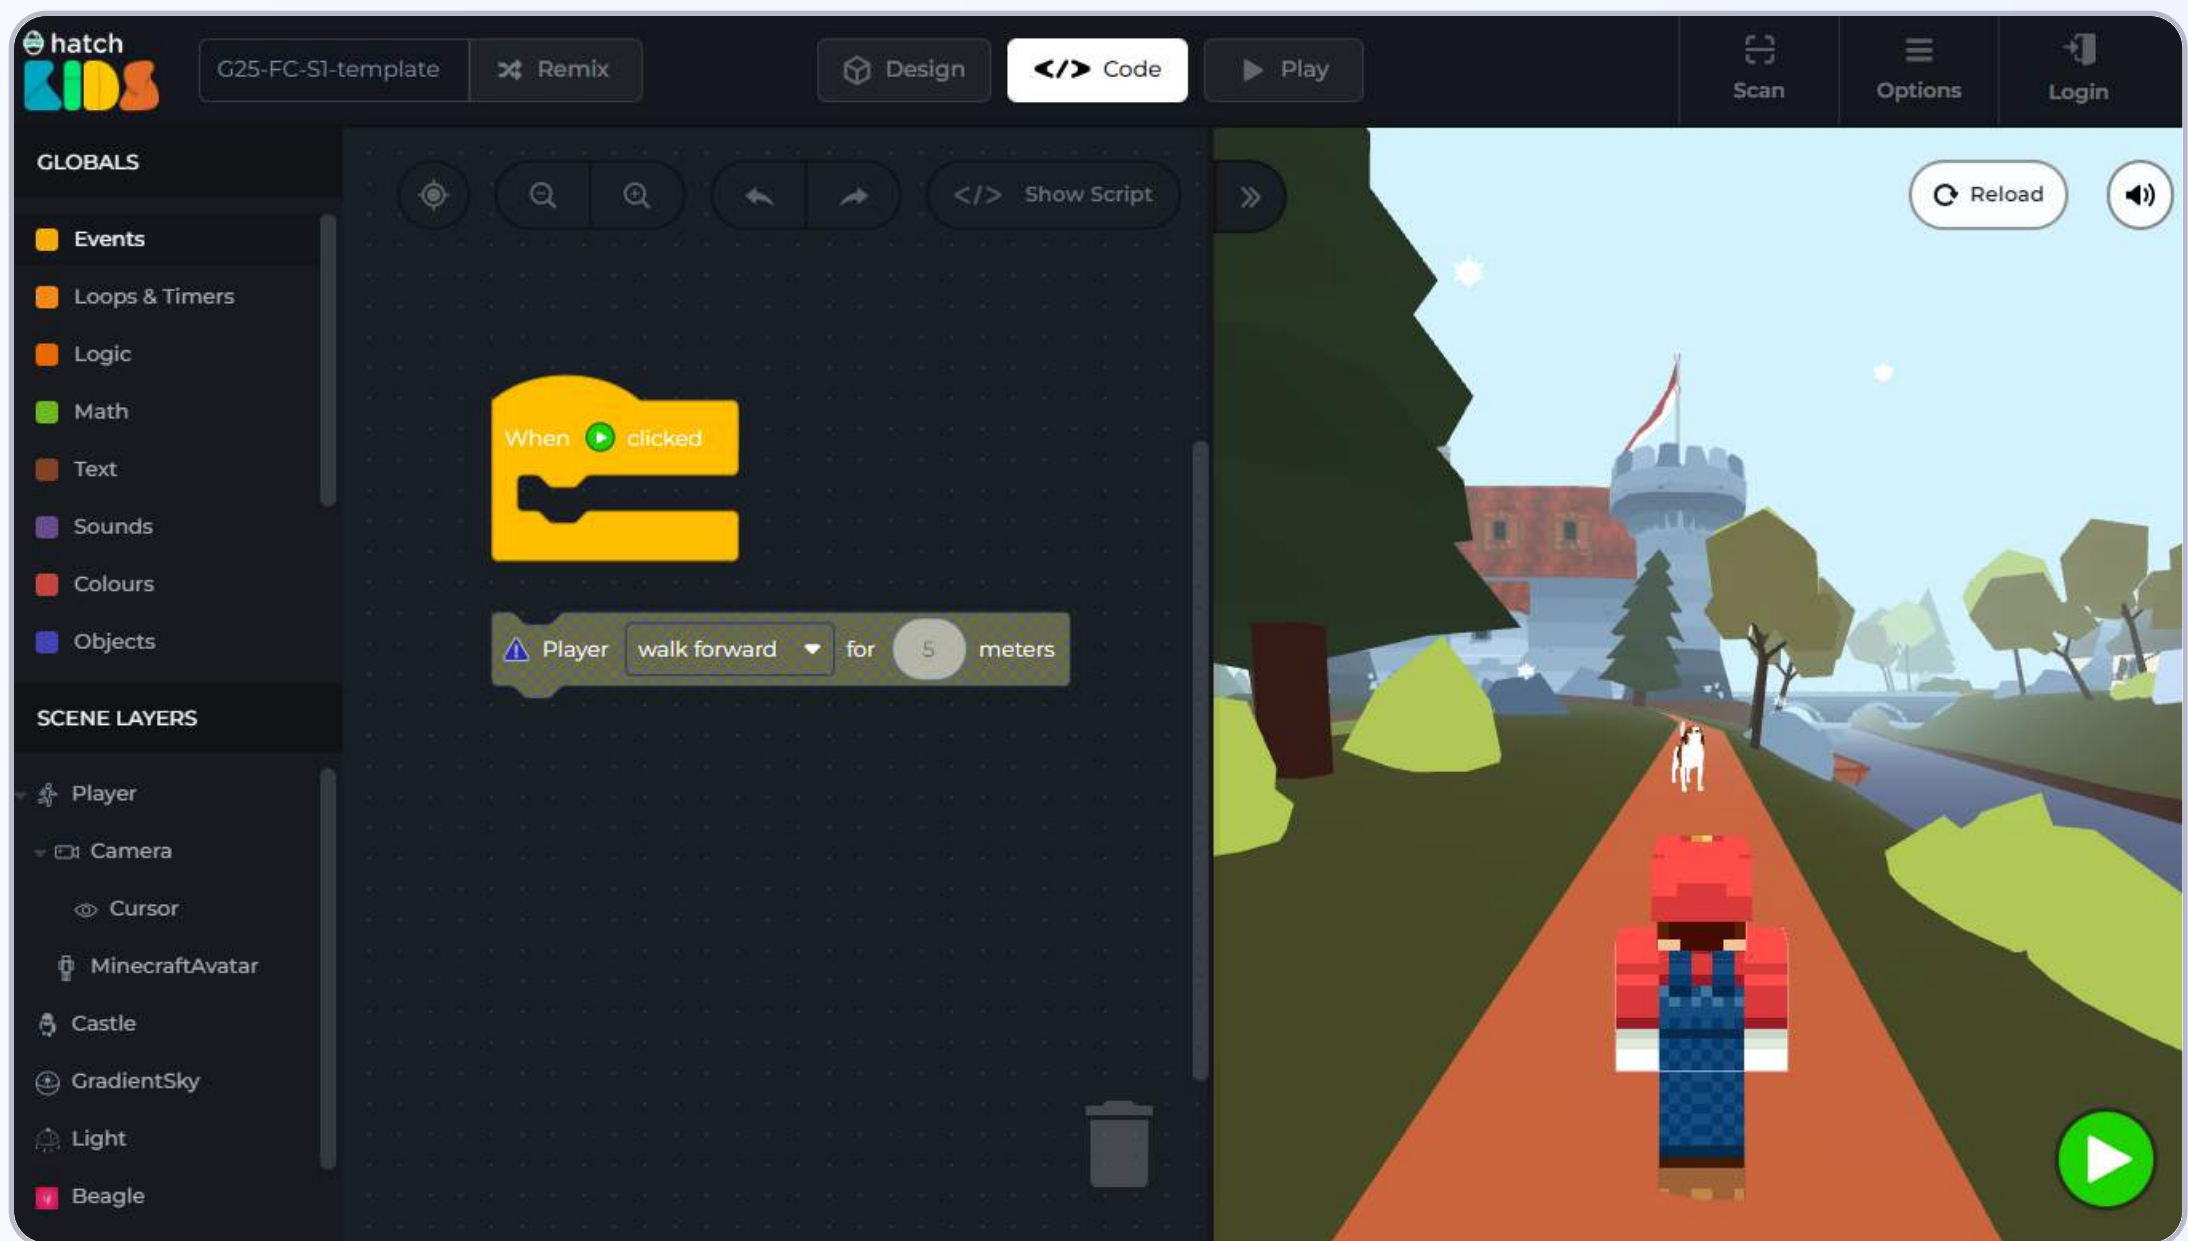 hatch
KIDS
G25-FC-S1-template
Remix
Design
</> Code
Play
Scan
Options
Login
GLOBALS
Events
Loops & Timers
Logic
Math
Text
Sounds
Colours
Objects
SCENE LAYERS
Player
Camera
Cursor
MinecraftAvatar
Castle
GradientSky
Light
Beagle
</> Show Script
When clicked
Player walk forward for 5 meters
Reload